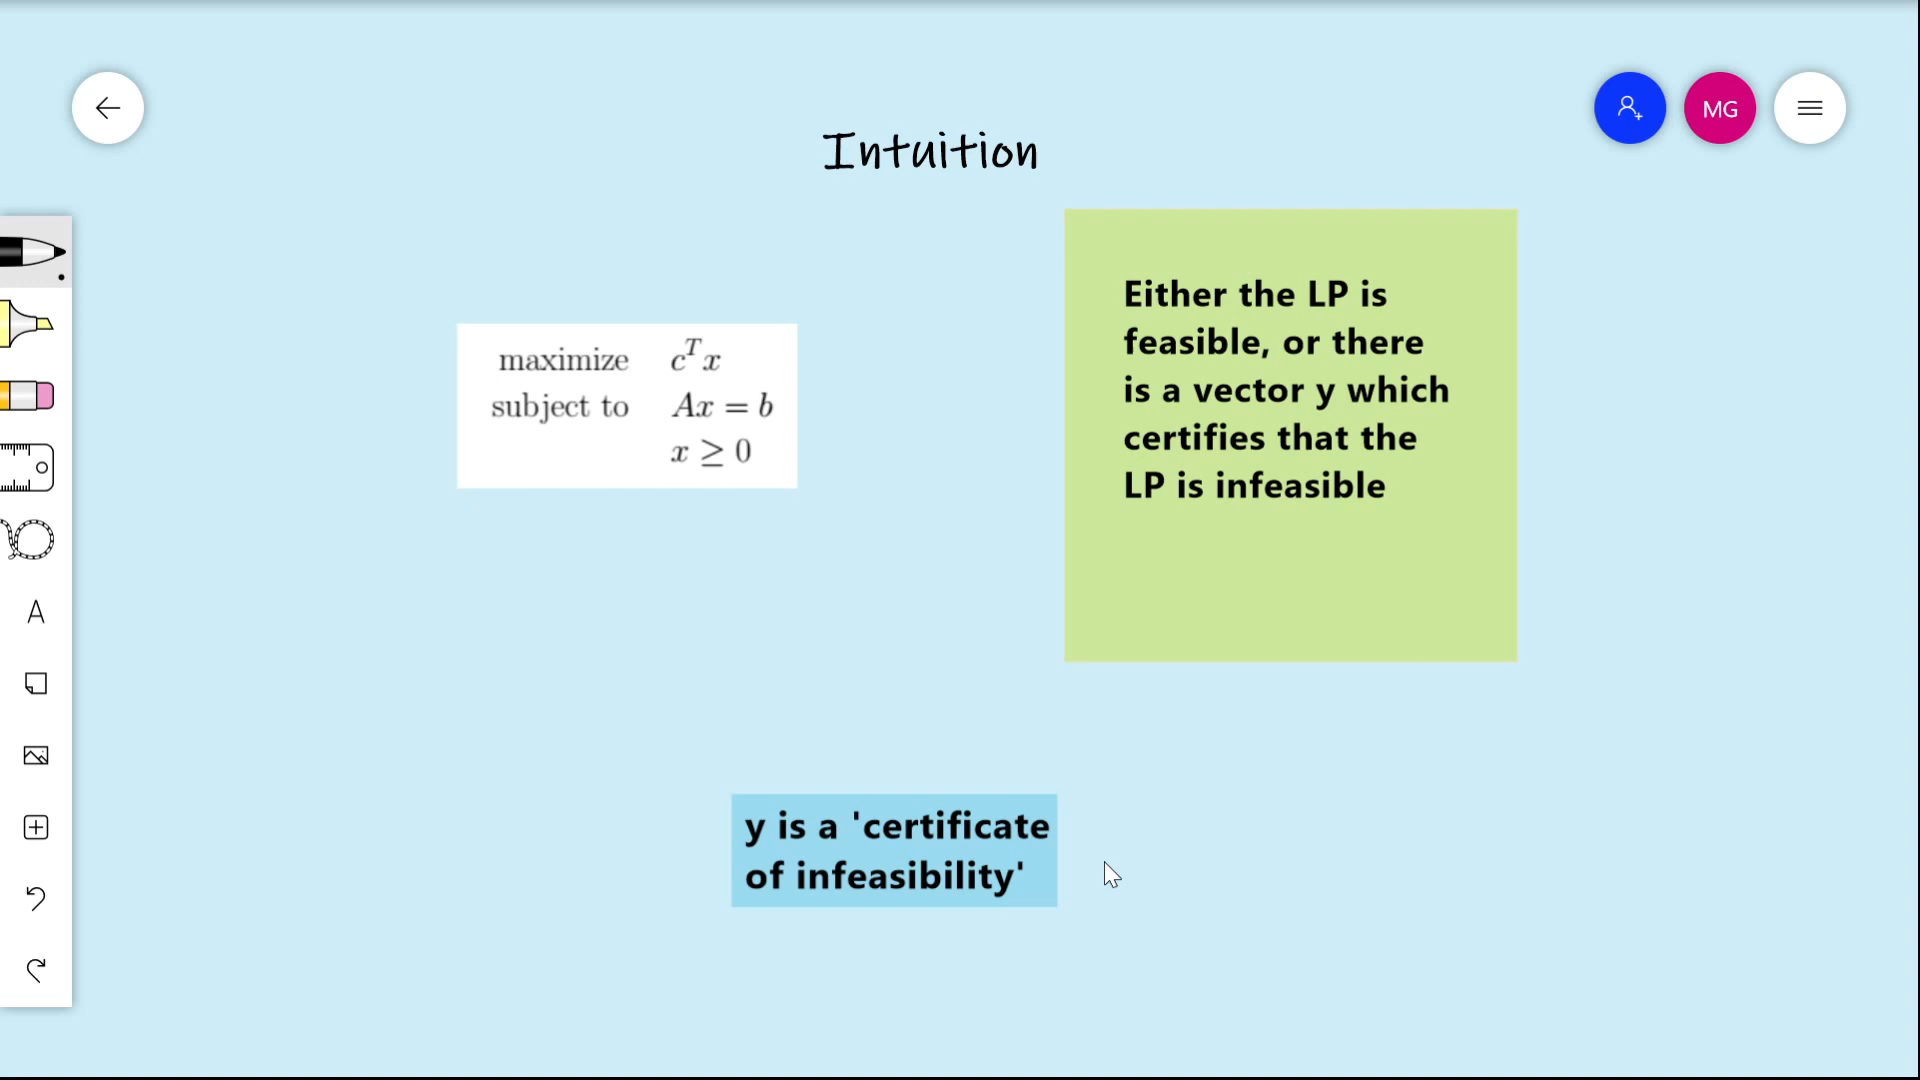 MG
Intuition
maximize c^T x
subject to Ax = b
x ≥ 0
Either the LP is
feasible, or there
is a vector y which
certifies that the
LP is infeasible
y is a 'certificate
of infeasibility'